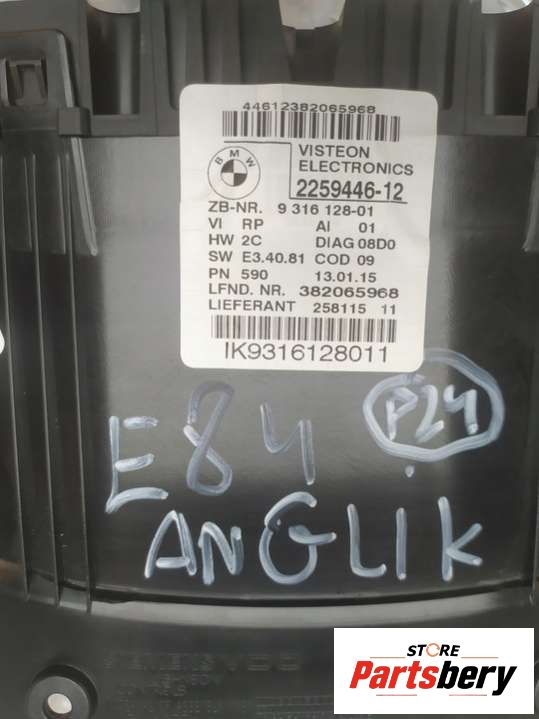 44612382065968
BMW
VISTEON
ELECTRONICS
2259446-12
ZB-NR. 9 316 128-01
VI RP AI 01
HW 2C DIAG 08D0
SW E3.40.81 COD 09
PN 590 13.01.15
LFND. NR. 382065968
LIEFERANT 258115 11
IK9316128011
P24
E84
ANGLIK
STORE
Partsbery